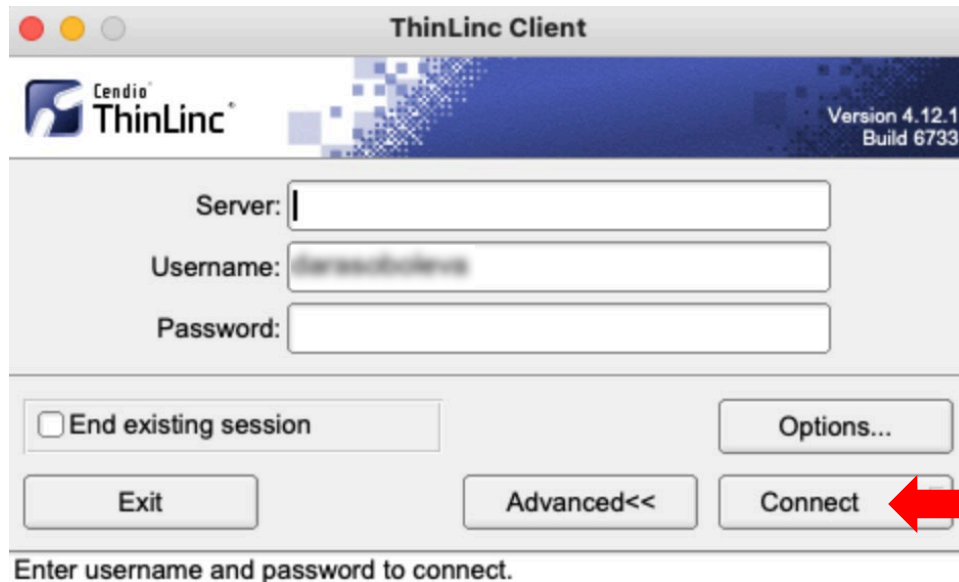 ThinLinc Client
Cendio
ThinLinc
Version 4.12.1
Build 6733
Server:
Username:
Password:
End existing session
Options...
Exit
Advanced<<
Connect
Enter username and password to connect.